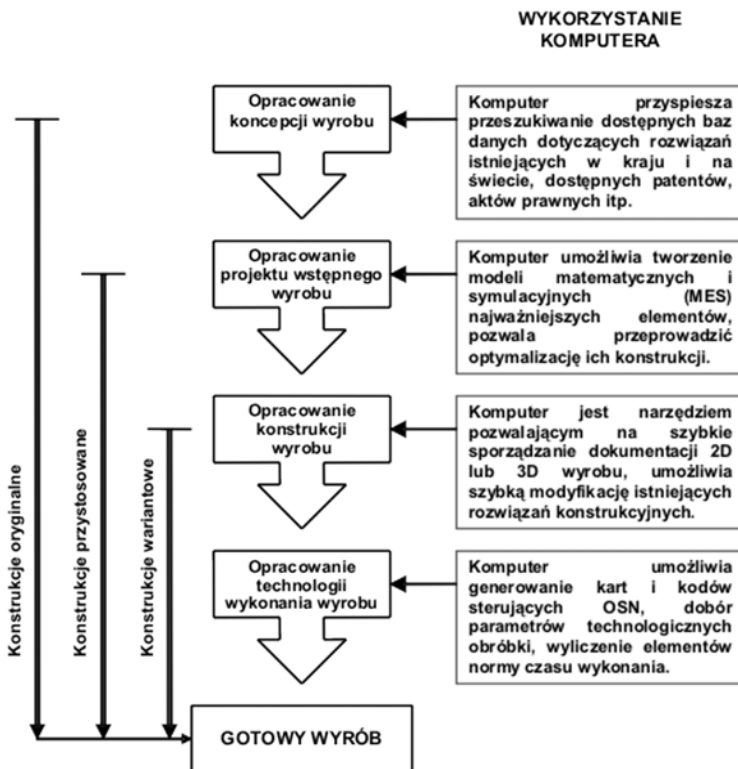 WYKORZYSTANIE
KOMPUTERA
Opracowanie
koncepcji wyrobu
Komputer przyspiesza
przeszukiwanie dostępnych baz
danych dotyczących rozwiązań
istniejących w kraju i na
świecie, dostępnych patentów,
aktów prawnych itp.
Opracowanie
projektu wstępnego
wyrobu
Komputer umożliwia tworzenie
modeli matematycznych i
symulacyjnych (MES)
najważniejszych elementów,
pozwala przeprowadzić
optymalizację ich konstrukcji.
Opracowanie
konstrukcji
wyrobu
Komputer jest narzędziem
pozwalającym na szybkie
sporządzanie dokumentacji 2D
lub 3D wyrobu, umożliwia
szybką modyfikację istniejących
rozwiązań konstrukcyjnych.
Opracowanie
technologii
wykonania wyrobu
Komputer umożliwia
generowanie kart i kodów
sterujących OSN, dobór
parametrów technologicznych
obróbki, wyliczenie elementów
normy czasu wykonania.
Konstrukcje oryginalne
Konstrukcje przystosowane
Konstrukcje wariantowe
GOTOWY WYRÓB